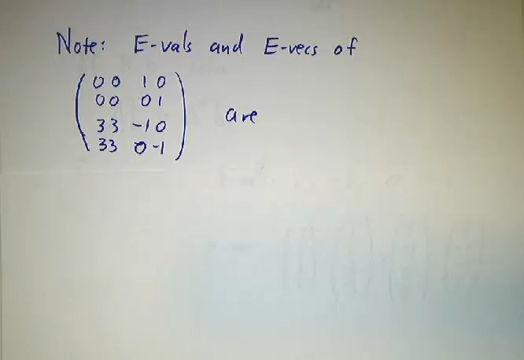 Note: E-vals and E-vecs of
0 0 1 0
0 0 0 1
3 3 -1 0
3 3 0 -1
are